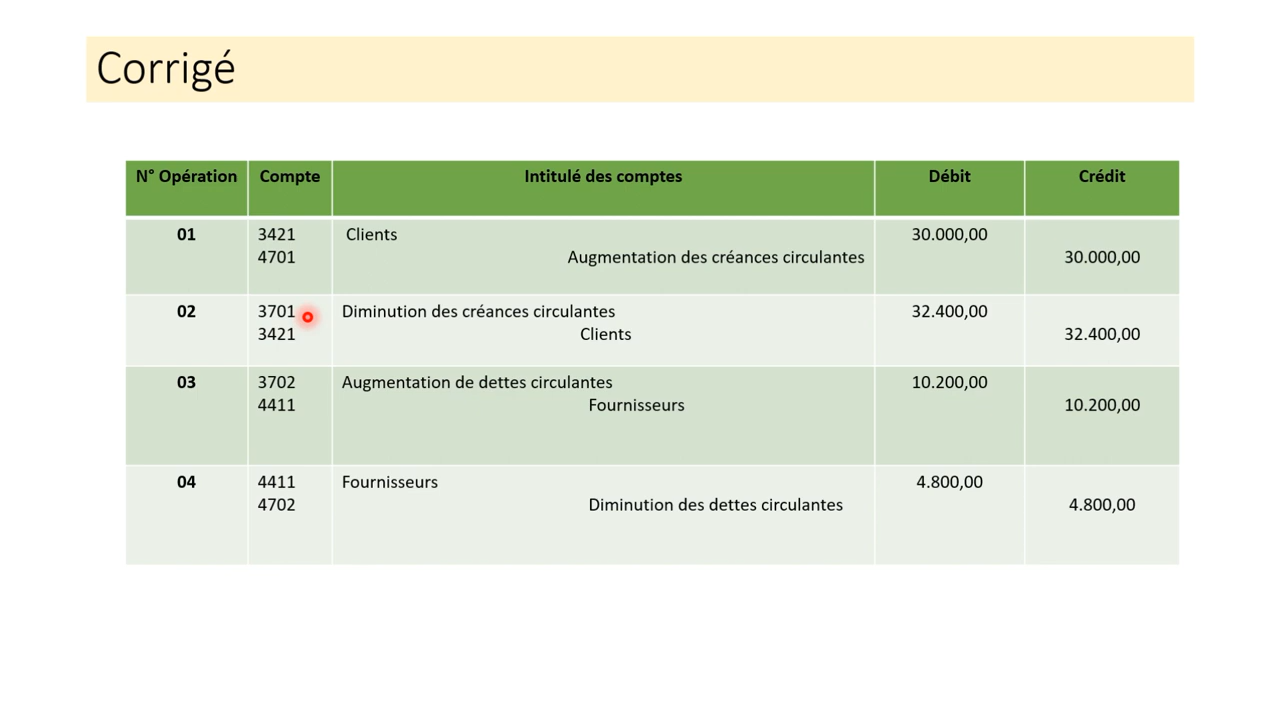 Corrigé
N° Opération Compte Intitulé des comptes Débit Crédit
01 3421 Clients 30.000,00
4701 Augmentation des créances circulantes 30.000,00
02 3701 Diminution des créances circulantes 32.400,00
3421 Clients 32.400,00
03 3702 Augmentation de dettes circulantes 10.200,00
4411 Fournisseurs 10.200,00
04 4411 Fournisseurs 4.800,00
4702 Diminution des dettes circulantes 4.800,00